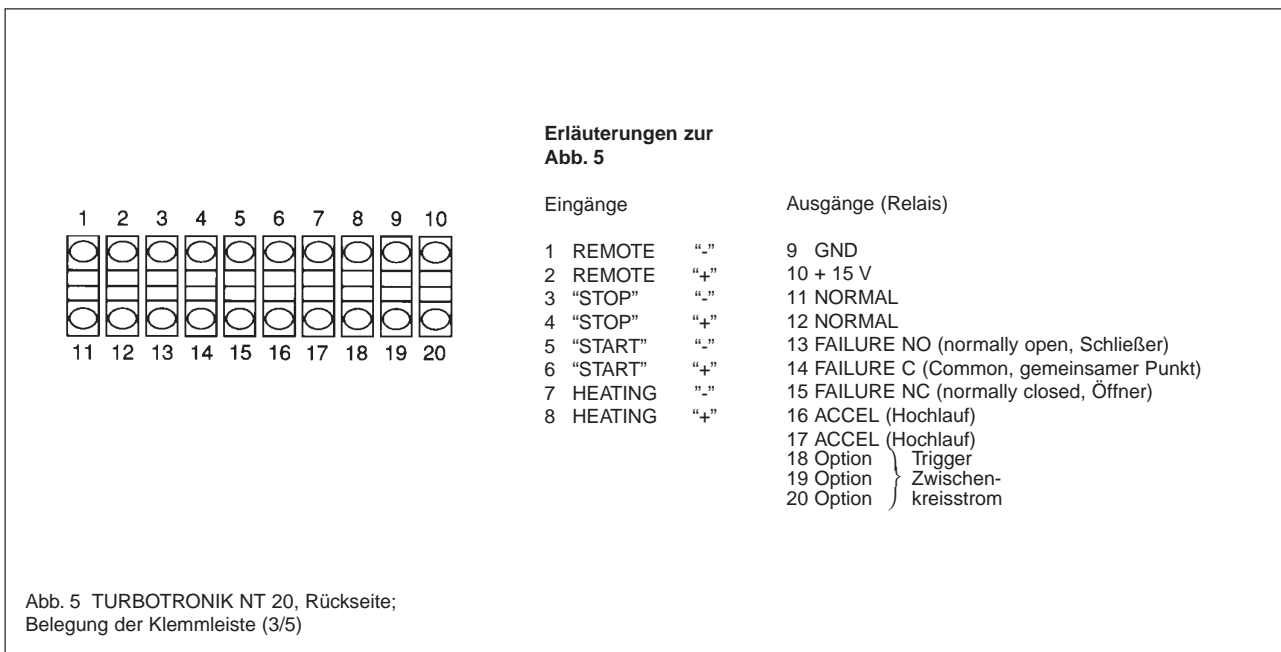 1 2 3 4 5 6 7 8 9 10
11 12 13 14 15 16 17 18 19 20
Erläuterungen zur
Abb. 5
Eingänge
1 REMOTE “-”
2 REMOTE “+”
3 “STOP” “-”
4 “STOP” “+”
5 “START” “-”
6 “START” “+”
7 HEATING ”-”
8 HEATING “+”
Ausgänge (Relais)
9 GND
10 + 15 V
11 NORMAL
12 NORMAL
13 FAILURE NO (normally open, Schließer)
14 FAILURE C (Common, gemeinsamer Punkt)
15 FAILURE NC (normally closed, Öffner)
16 ACCEL (Hochlauf)
17 ACCEL (Hochlauf)
18 Option Trigger
19 Option Zwischen-
20 Option kreisstrom
Abb. 5 TURBOTRONIK NT 20, Rückseite;
Belegung der Klemmleiste (3/5)